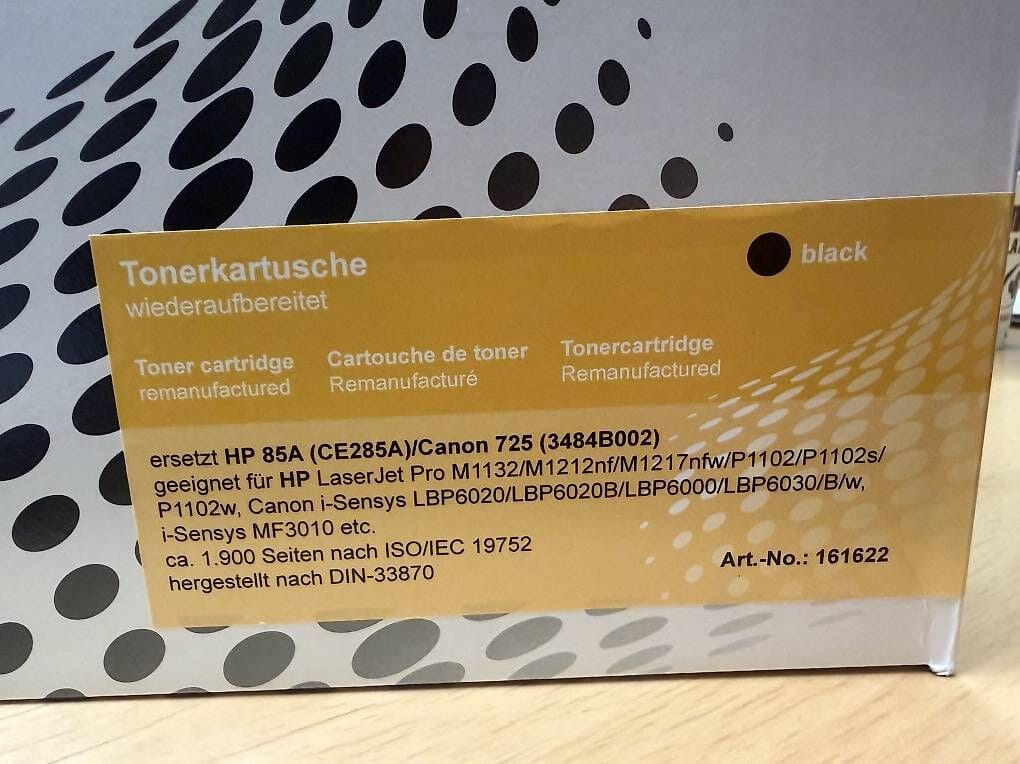 Tonerkartusche
wiederaufbereitet
black
Toner cartridge
remanufactured
Cartouche de toner
Remanufacturé
Tonercartridge
Remanufactured
ersetzt HP 85A (CE285A)/Canon 725 (3484B002)
geeignet für HP LaserJet Pro M1132/M1212nf/M1217nfw/P1102/P1102s/
P1102w, Canon i-Sensys LBP6020/LBP6020B/LBP6000/LBP6030/B/w,
i-Sensys MF3010 etc.
ca. 1.900 Seiten nach ISO/IEC 19752
hergestellt nach DIN-33870
Art.-No.: 161622